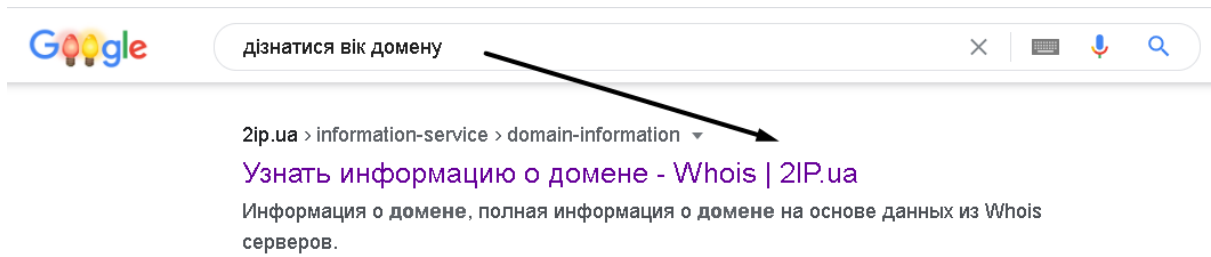 Google
дізнатися вік домену
2ip.ua › information-service › domain-information
Узнать информацию о домене - Whois | 2IP.ua
Информация о домене, полная информация о домене на основе данных из Whois
серверов.